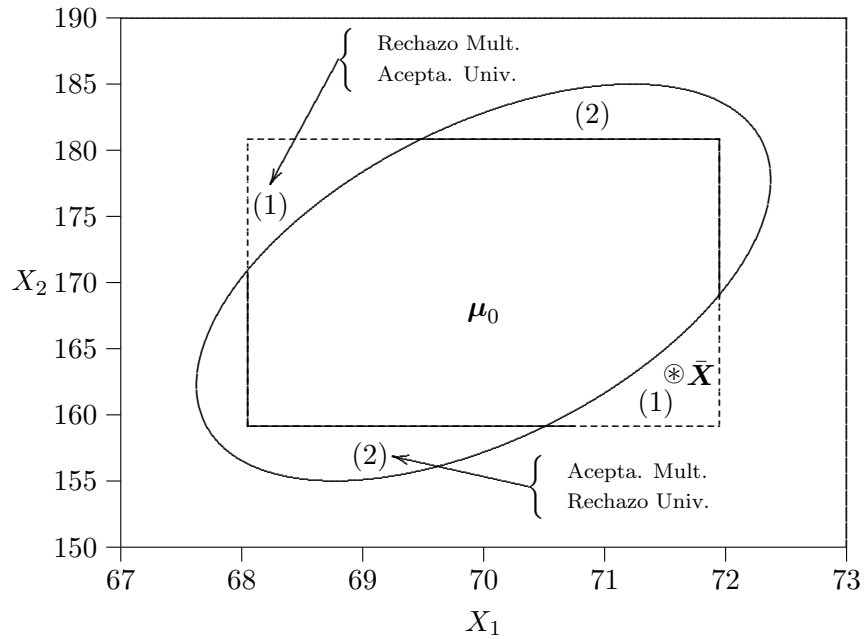 190
185
180
175
X₂ 170
165
160
155
150
67 68 69 70 71 72 73
X₁
Rechazo Mult.
Acepta. Univ.
(2)
(1)
μ₀
⊛ X̄
(1)
(2)
Acepta. Mult.
Rechazo Univ.